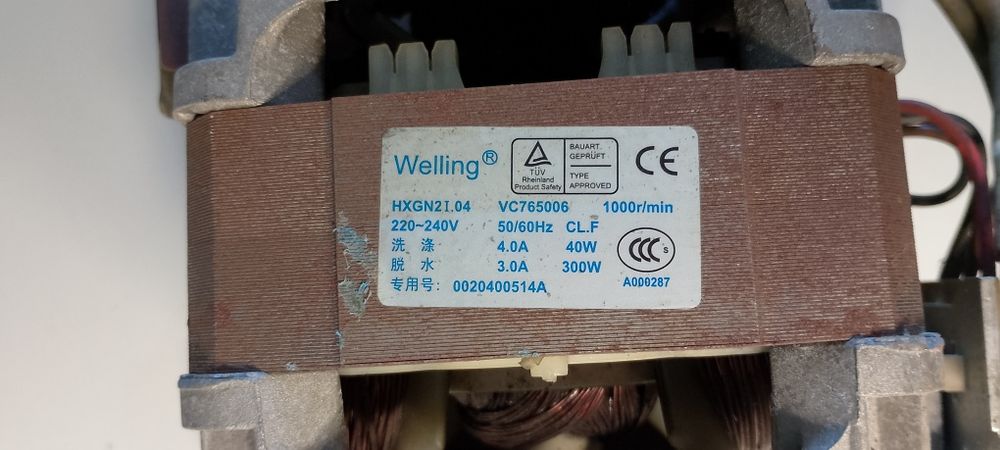 Welling®
TÜV
Rheinland
Product Safety
BAUART.
GEPRÜFT
TYPE
APPROVED
CE
HXGN2I.04 VC765006 1000r/min
220~240V 50/60Hz CL.F
洗 涤 4.0A 40W
脱 水 3.0A 300W
CCC S
专用号: 0020400514A
A000287